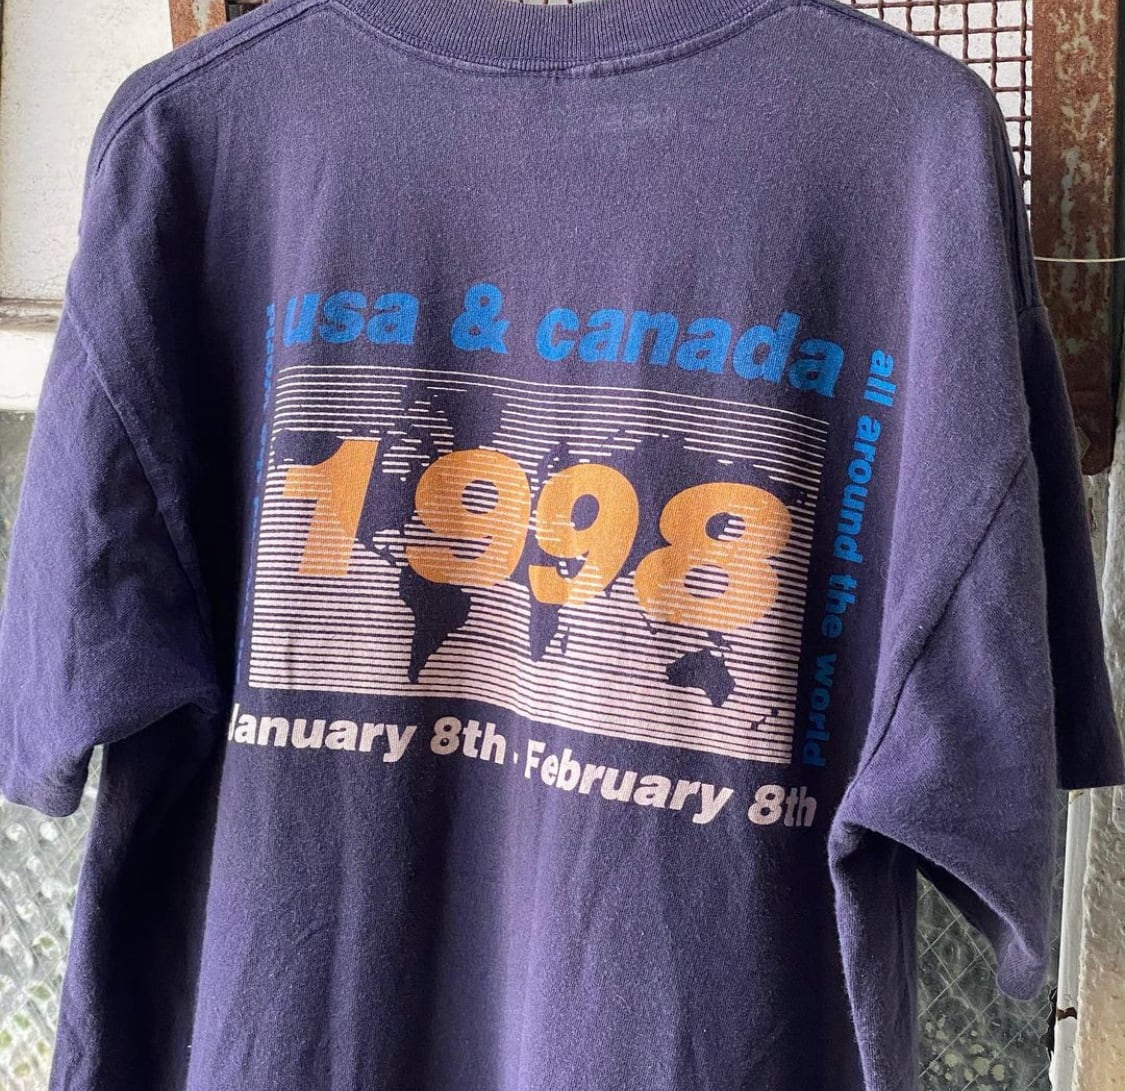 usa & canada
all around the world
1998
January 8th - February 8th